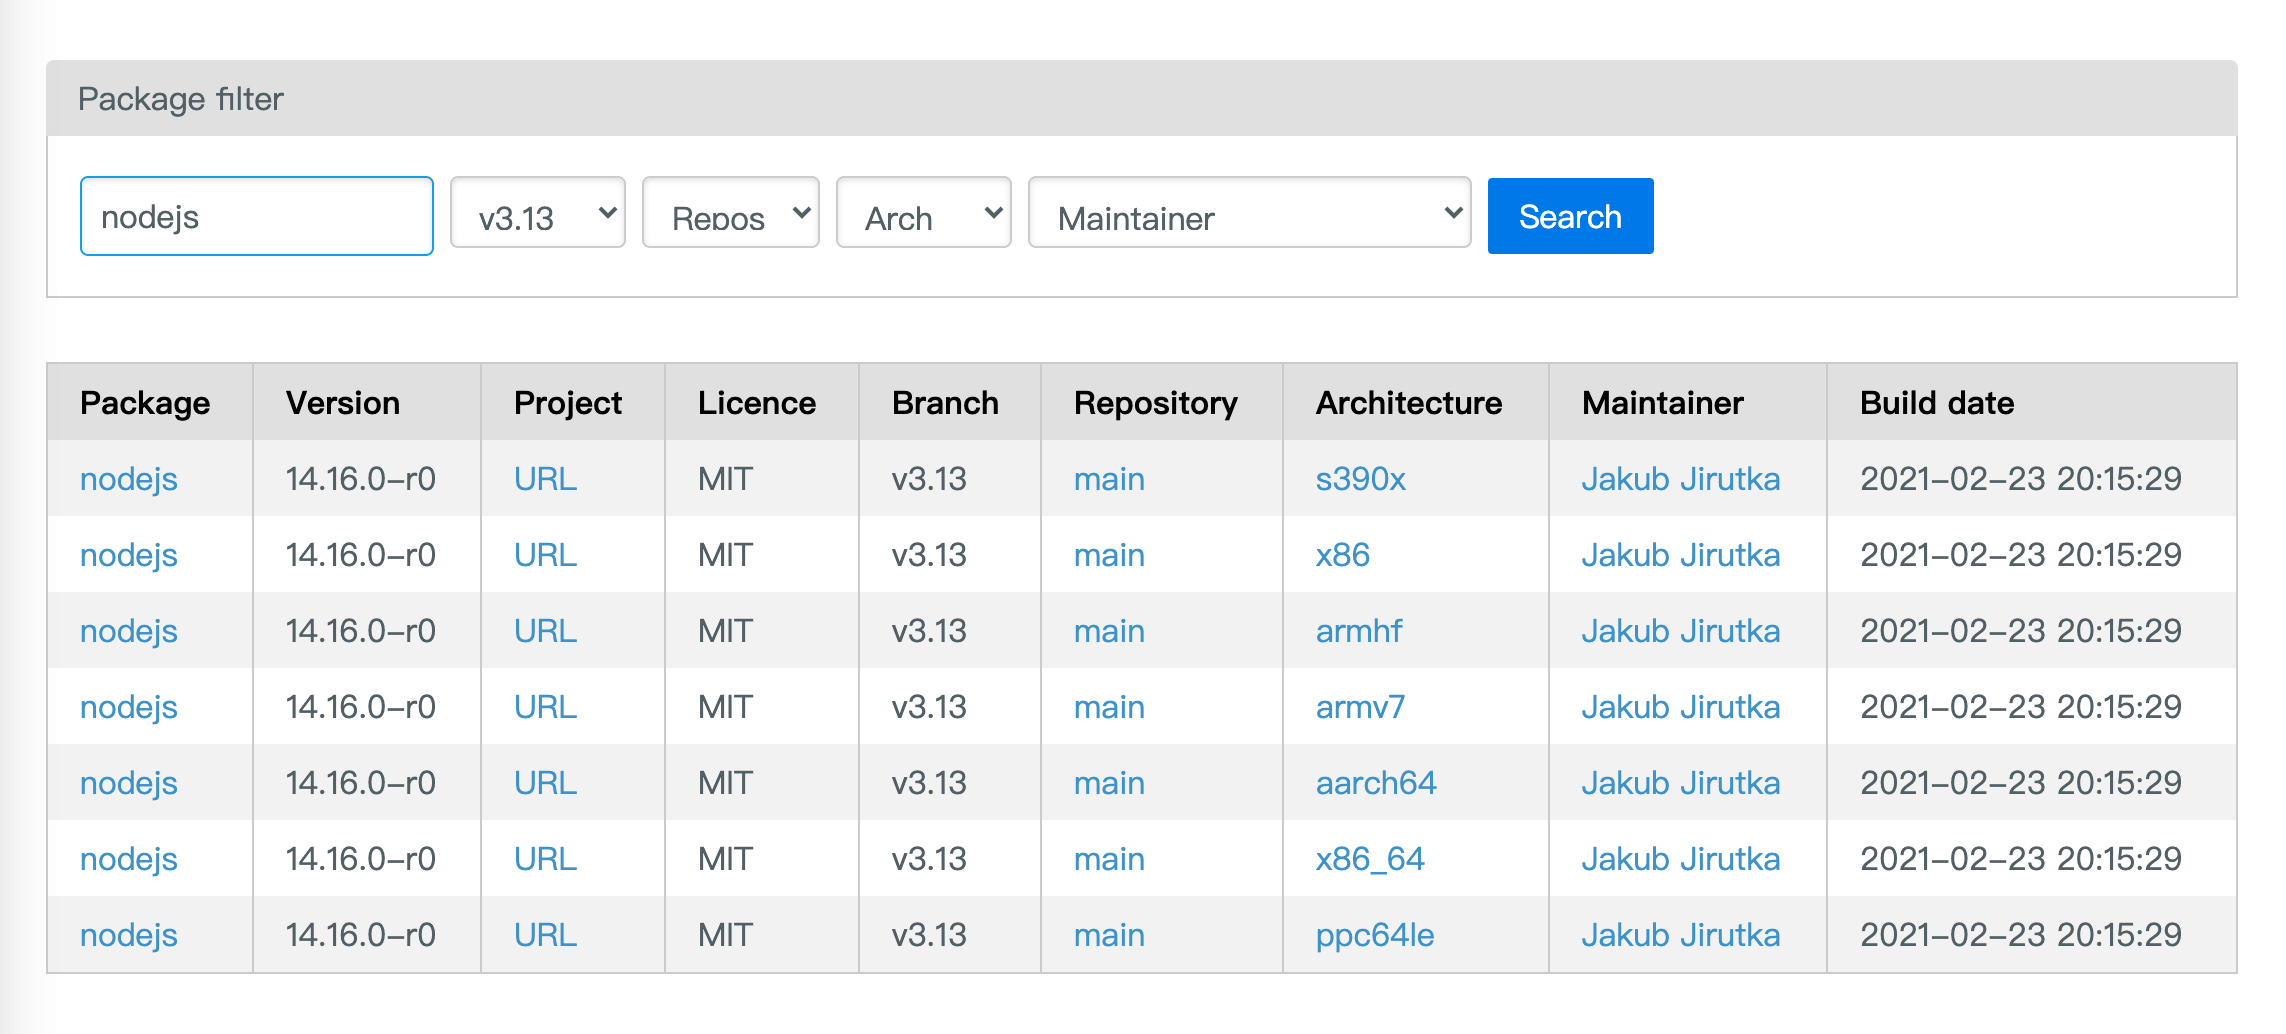 Package filter
nodejs v3.13 Repos Arch Maintainer Search
Package Version Project Licence Branch Repository Architecture Maintainer Build date
nodejs 14.16.0-r0 URL MIT v3.13 main s390x Jakub Jirutka 2021-02-23 20:15:29
nodejs 14.16.0-r0 URL MIT v3.13 main x86 Jakub Jirutka 2021-02-23 20:15:29
nodejs 14.16.0-r0 URL MIT v3.13 main armhf Jakub Jirutka 2021-02-23 20:15:29
nodejs 14.16.0-r0 URL MIT v3.13 main armv7 Jakub Jirutka 2021-02-23 20:15:29
nodejs 14.16.0-r0 URL MIT v3.13 main aarch64 Jakub Jirutka 2021-02-23 20:15:29
nodejs 14.16.0-r0 URL MIT v3.13 main x86_64 Jakub Jirutka 2021-02-23 20:15:29
nodejs 14.16.0-r0 URL MIT v3.13 main ppc64le Jakub Jirutka 2021-02-23 20:15:29